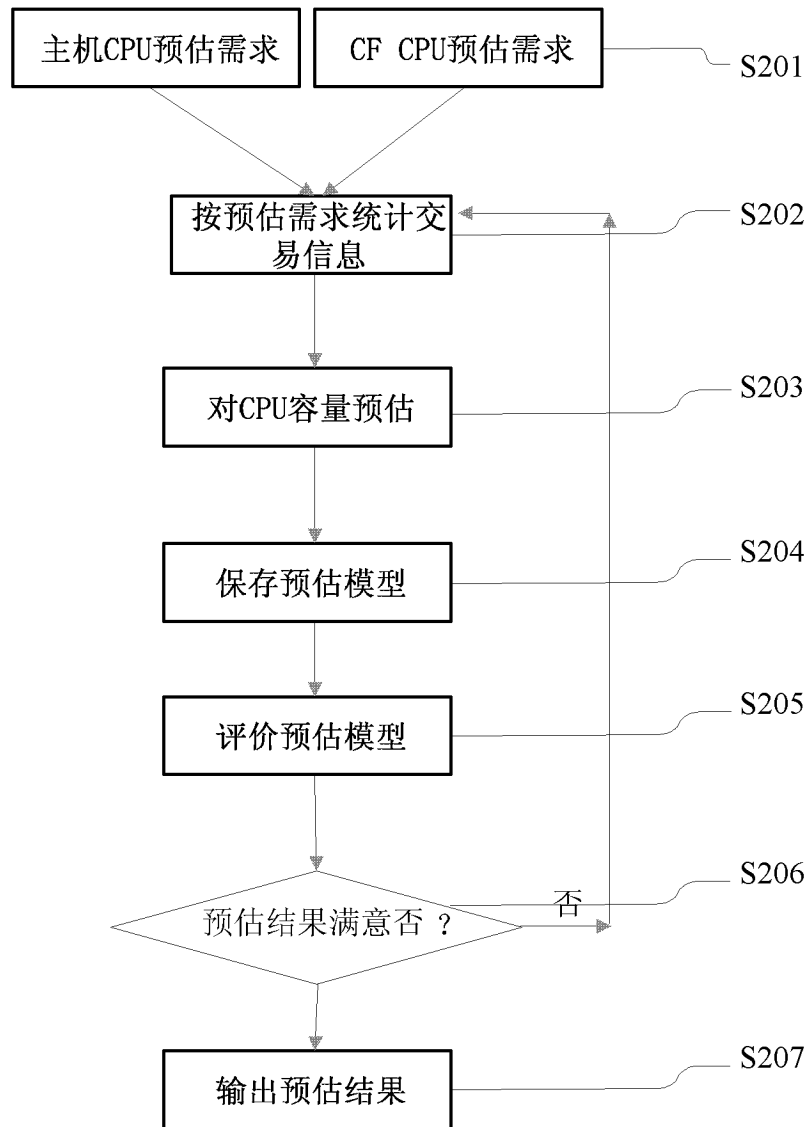 主机CPU预估需求
CF CPU预估需求
S201
按预估需求统计交
易信息
S202
对CPU容量预估
S203
保存预估模型
S204
评价预估模型
S205
预估结果满意否 ?
否
S206
输出预估结果
S207